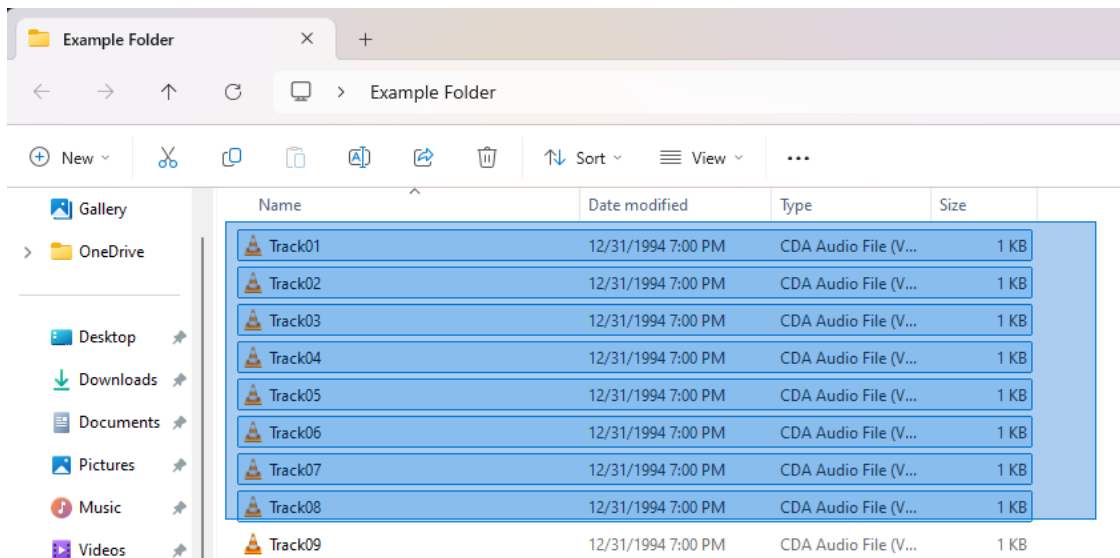 Example Folder
Example Folder
New
Sort
View
Gallery
OneDrive
Desktop
Downloads
Documents
Pictures
Music
Videos
Name Date modified Type Size
Track01 12/31/1994 7:00 PM CDA Audio File (V... 1 KB
Track02 12/31/1994 7:00 PM CDA Audio File (V... 1 KB
Track03 12/31/1994 7:00 PM CDA Audio File (V... 1 KB
Track04 12/31/1994 7:00 PM CDA Audio File (V... 1 KB
Track05 12/31/1994 7:00 PM CDA Audio File (V... 1 KB
Track06 12/31/1994 7:00 PM CDA Audio File (V... 1 KB
Track07 12/31/1994 7:00 PM CDA Audio File (V... 1 KB
Track08 12/31/1994 7:00 PM CDA Audio File (V... 1 KB
Track09 12/31/1994 7:00 PM CDA Audio File (V... 1 KB